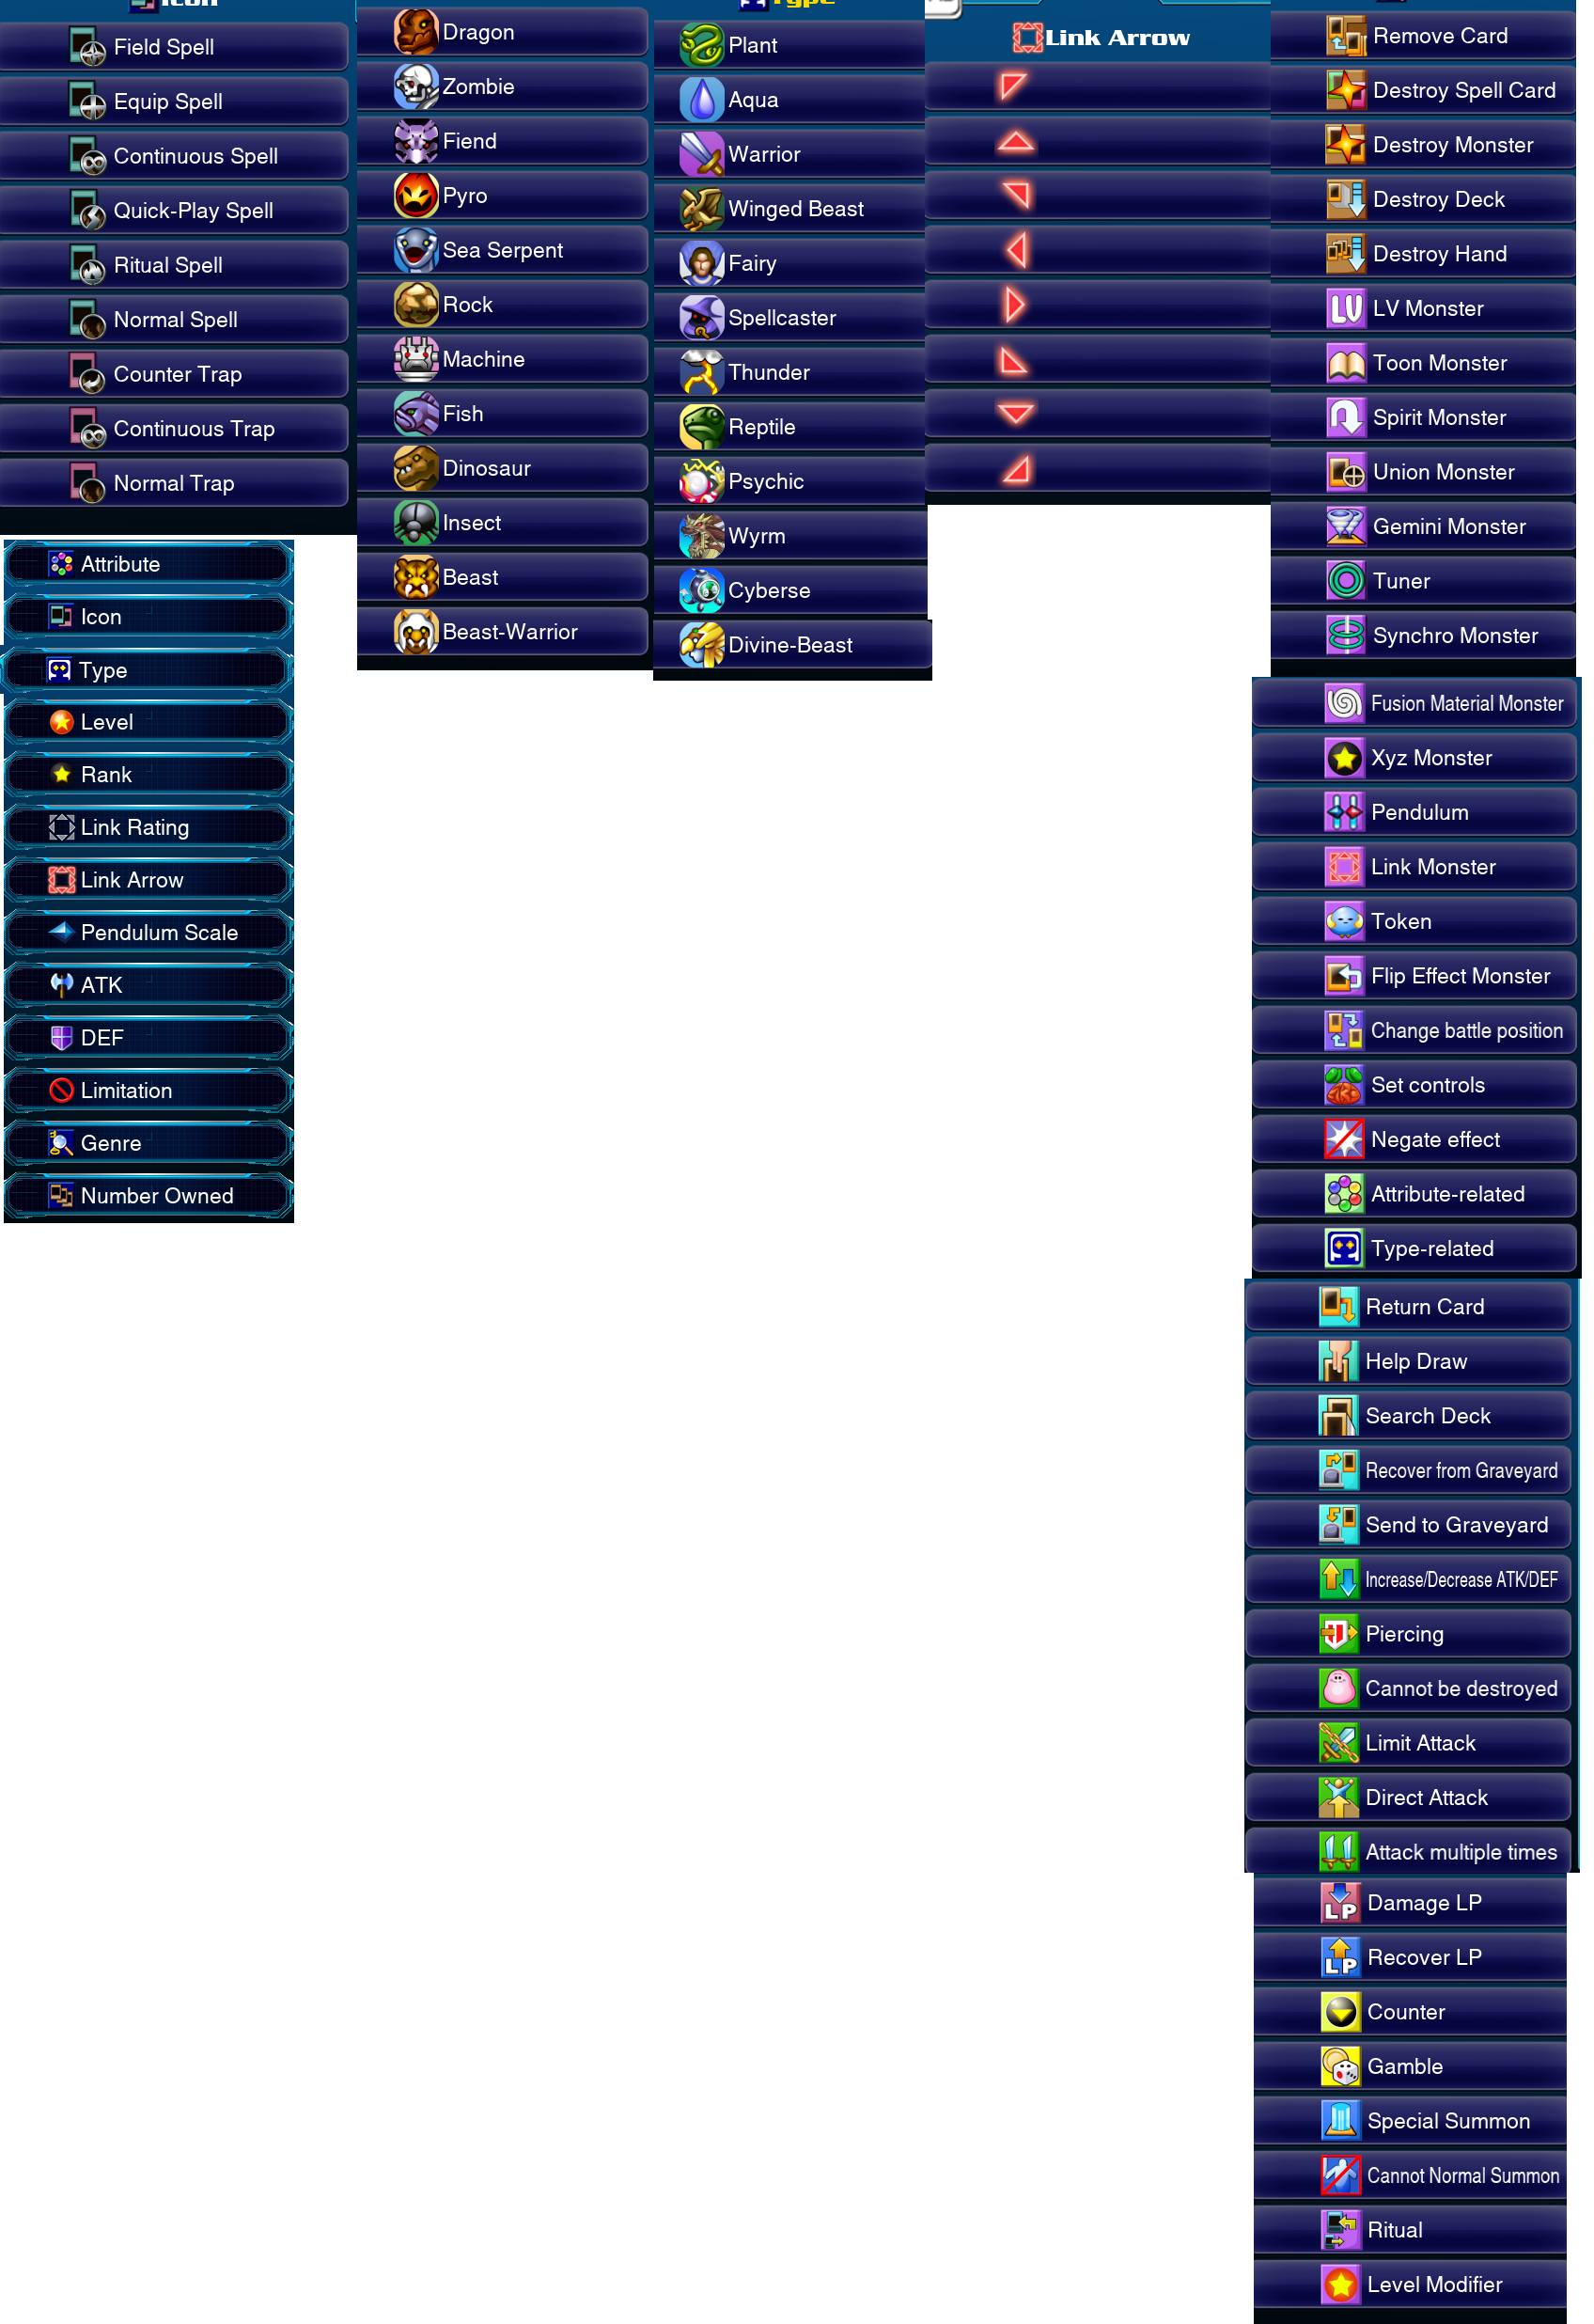 Icon
Field Spell
Equip Spell
Continuous Spell
Quick-Play Spell
Ritual Spell
Normal Spell
Counter Trap
Continuous Trap
Normal Trap
Attribute
Icon
Type
Level
Rank
Link Rating
Link Arrow
Pendulum Scale
ATK
DEF
Limitation
Genre
Number Owned
Dragon
Zombie
Fiend
Pyro
Sea Serpent
Rock
Machine
Fish
Dinosaur
Insect
Beast
Beast-Warrior
Type
Plant
Aqua
Warrior
Winged Beast
Fairy
Spellcaster
Thunder
Reptile
Psychic
Wyrm
Cyberse
Divine-Beast
Link Arrow
Remove Card
Destroy Spell Card
Destroy Monster
Destroy Deck
Destroy Hand
LV LV Monster
Toon Monster
Spirit Monster
Union Monster
Gemini Monster
Tuner
Synchro Monster
Fusion Material Monster
Xyz Monster
Pendulum
Link Monster
Token
Flip Effect Monster
Change battle position
Set controls
Negate effect
Attribute-related
Type-related
Return Card
Help Draw
Search Deck
Recover from Graveyard
Send to Graveyard
Increase/Decrease ATK/DEF
Piercing
Cannot be destroyed
Limit Attack
Direct Attack
Attack multiple times
LP Damage LP
LP Recover LP
Counter
Gamble
Special Summon
Cannot Normal Summon
Ritual
Level Modifier